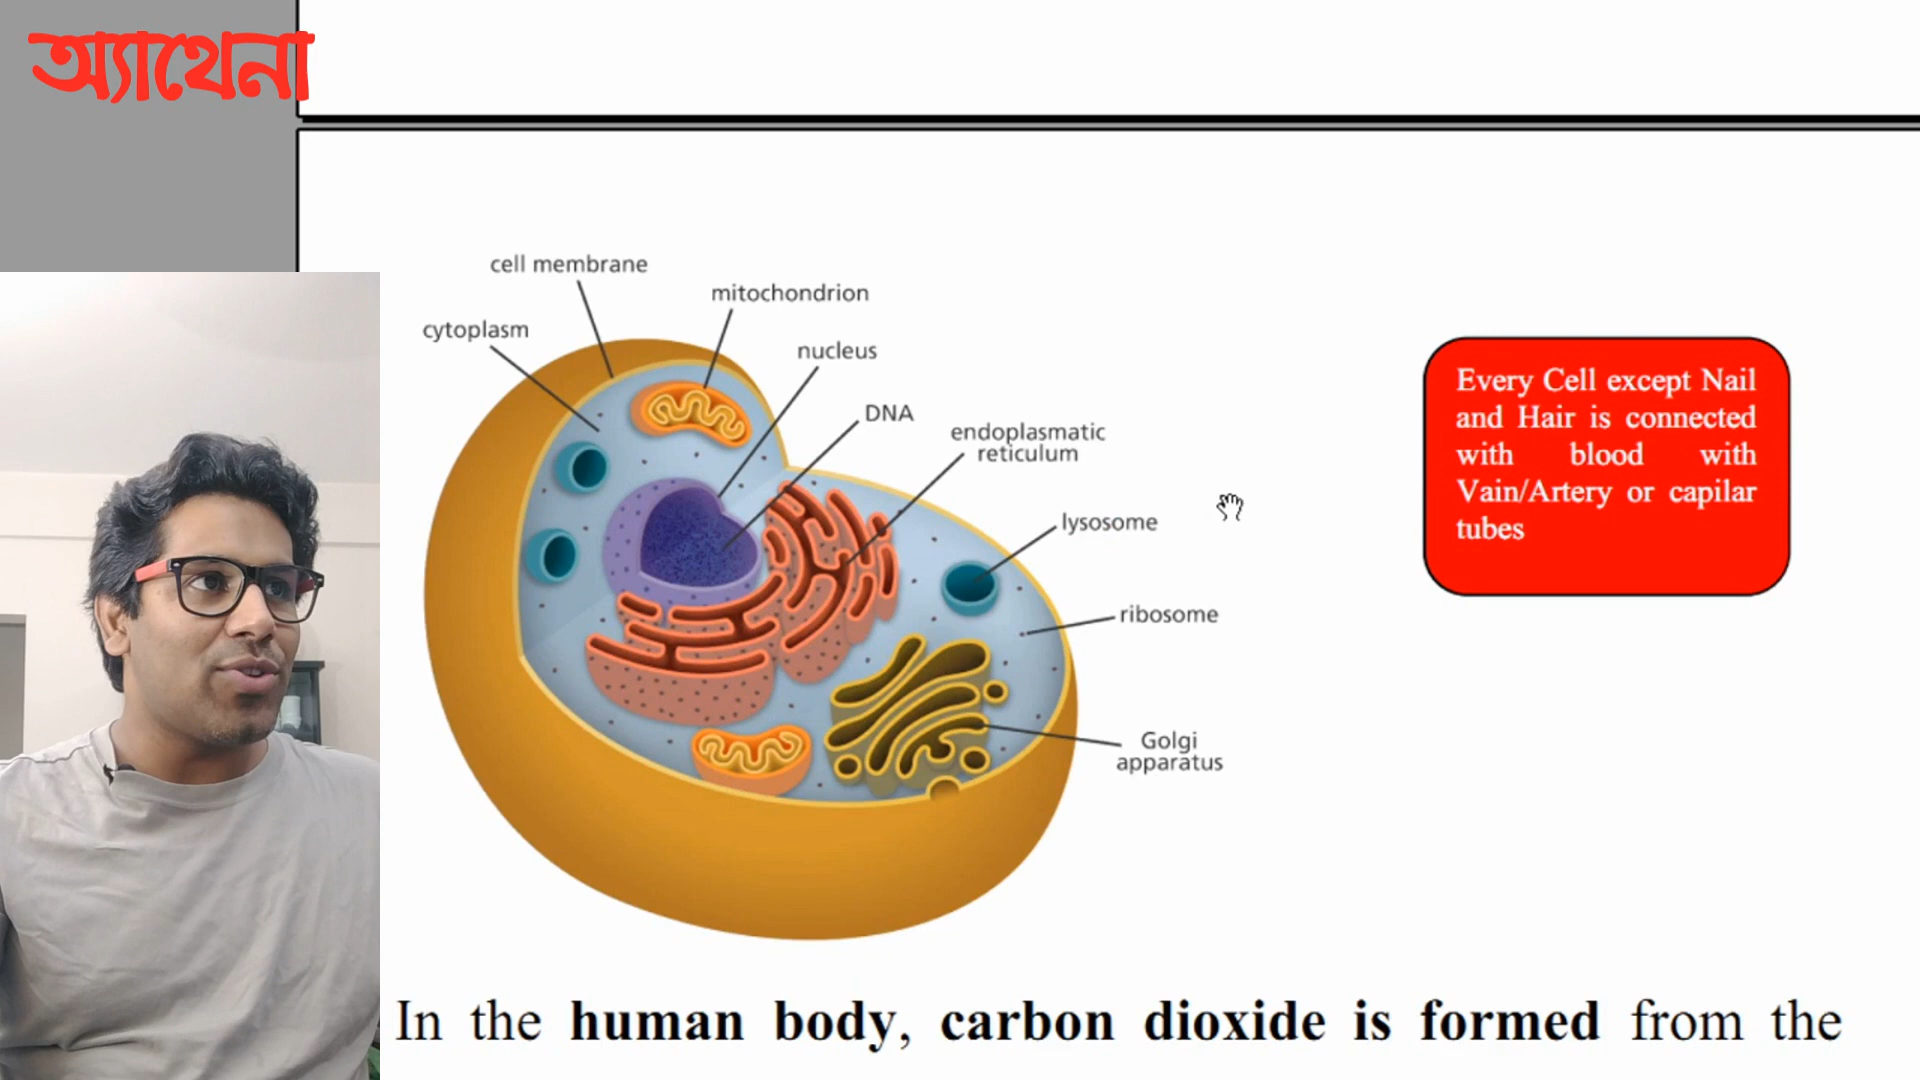 অ্যাথেনা
cell membrane
mitochondrion
cytoplasm
nucleus
DNA
endoplasmatic
reticulum
lysosome
ribosome
Golgi
apparatus
Every Cell except Nail
and Hair is connected
with blood with
Vain/Artery or capilar
tubes
In the human body, carbon dioxide is formed from the